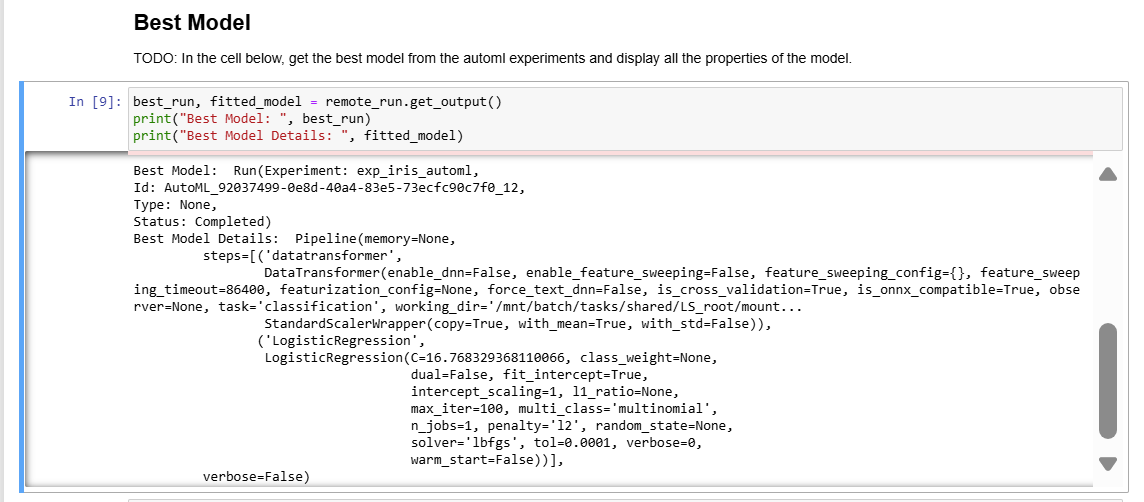 Best Model
TODO: In the cell below, get the best model from the automl experiments and display all the properties of the model.
In [9]: best_run, fitted_model = remote_run.get_output()
print("Best Model: ", best_run)
print("Best Model Details: ", fitted_model)
Best Model:  Run(Experiment: exp_iris_automl,
Id: AutoML_92037499-0e8d-40a4-83e5-73ecfc90c7f0_12,
Type: None,
Status: Completed)
Best Model Details:  Pipeline(memory=None,
steps=[('datatransformer',
DataTransformer(enable_dnn=False, enable_feature_sweeping=False, feature_sweeping_config={}, feature_sweep
ing_timeout=86400, featurization_config=None, force_text_dnn=False, is_cross_validation=True, is_onnx_compatible=True, obse
rver=None, task='classification', working_dir='/mnt/batch/tasks/shared/LS_root/mount...
StandardScalerWrapper(copy=True, with_mean=True, with_std=False)),
('LogisticRegression',
LogisticRegression(C=16.768329368110066, class_weight=None,
dual=False, fit_intercept=True,
intercept_scaling=1, l1_ratio=None,
max_iter=100, multi_class='multinomial',
n_jobs=1, penalty='l2', random_state=None,
solver='lbfgs', tol=0.0001, verbose=0,
warm_start=False))],
verbose=False)